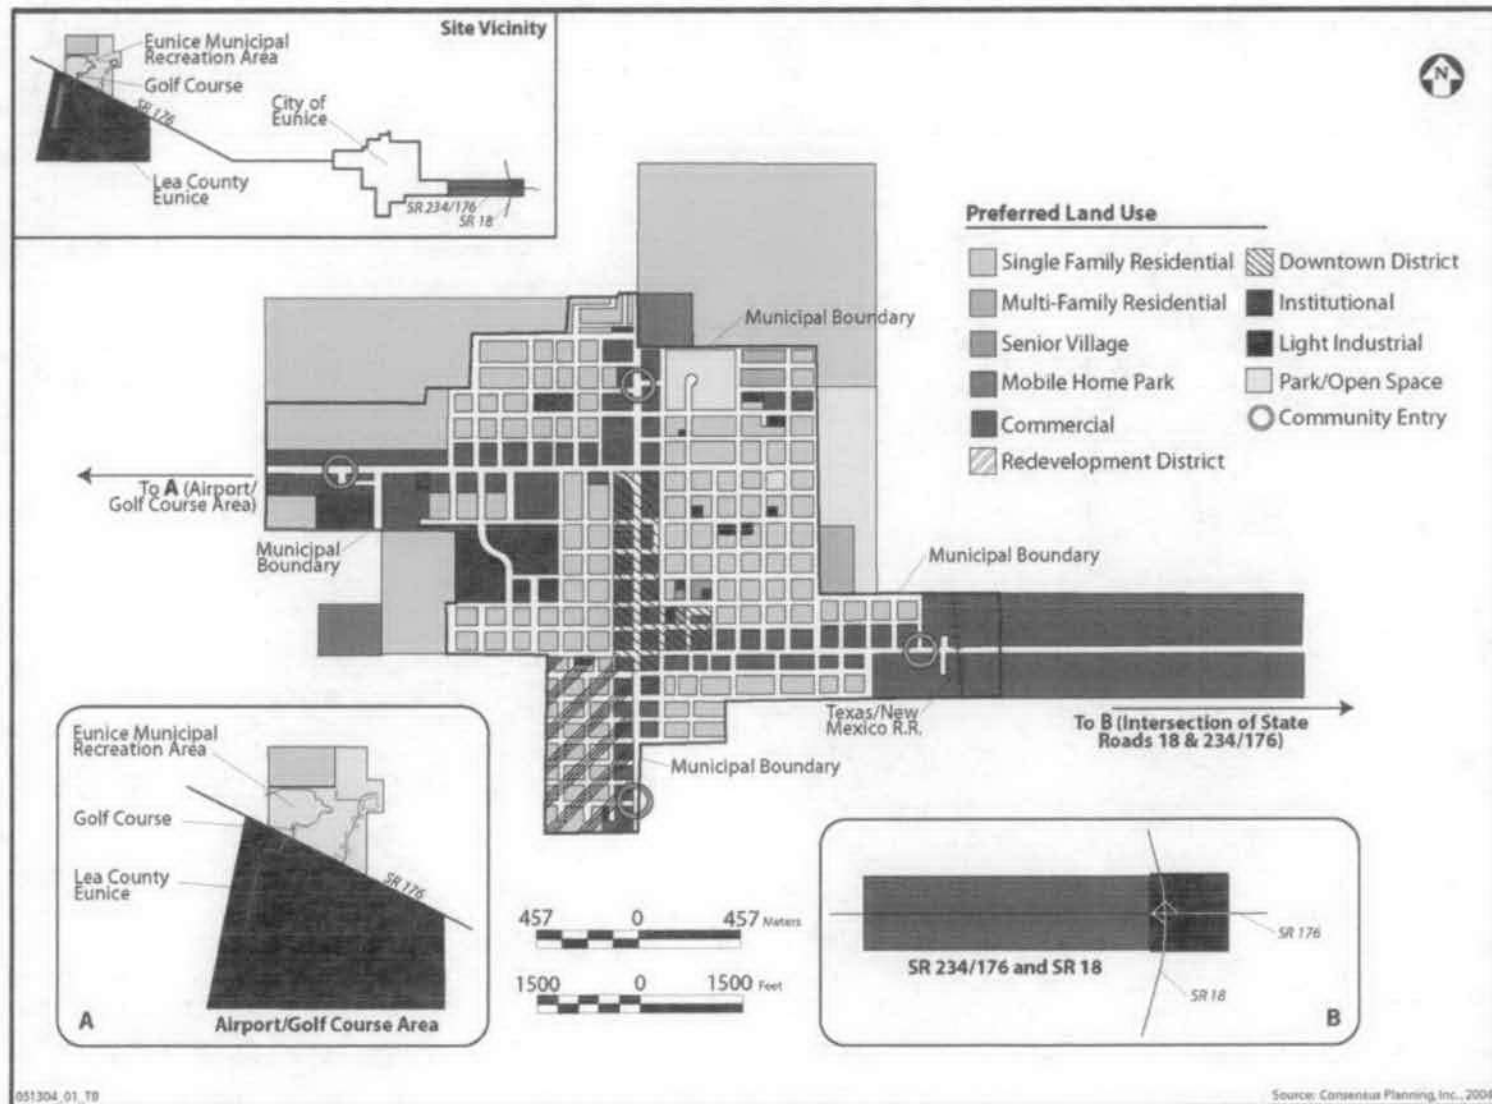 Site Vicinity
Eunice Municipal
Recreation Area
Golf Course
SR 176
City of
Eunice
Lea County
Eunice
SR 234/176
SR 18
N
Preferred Land Use
Single Family Residential
Multi-Family Residential
Senior Village
Mobile Home Park
Commercial
Redevelopment District
Downtown District
Institutional
Light Industrial
Park/Open Space
Community Entry
Municipal Boundary
To A (Airport/
Golf Course Area)
Municipal
Boundary
Municipal Boundary
Texas/New
Mexico R.R.
To B (Intersection of State
Roads 18 & 234/176)
Municipal Boundary
Eunice Municipal
Recreation Area
Golf Course
Lea County
Eunice
SR 176
A
Airport/Golf Course Area
457 0 457 Meters
1500 0 1500 Feet
SR 176
SR 234/176 and SR 18
SR 18
B
051304_01_TB
Source: Consensus Planning, Inc., 2004